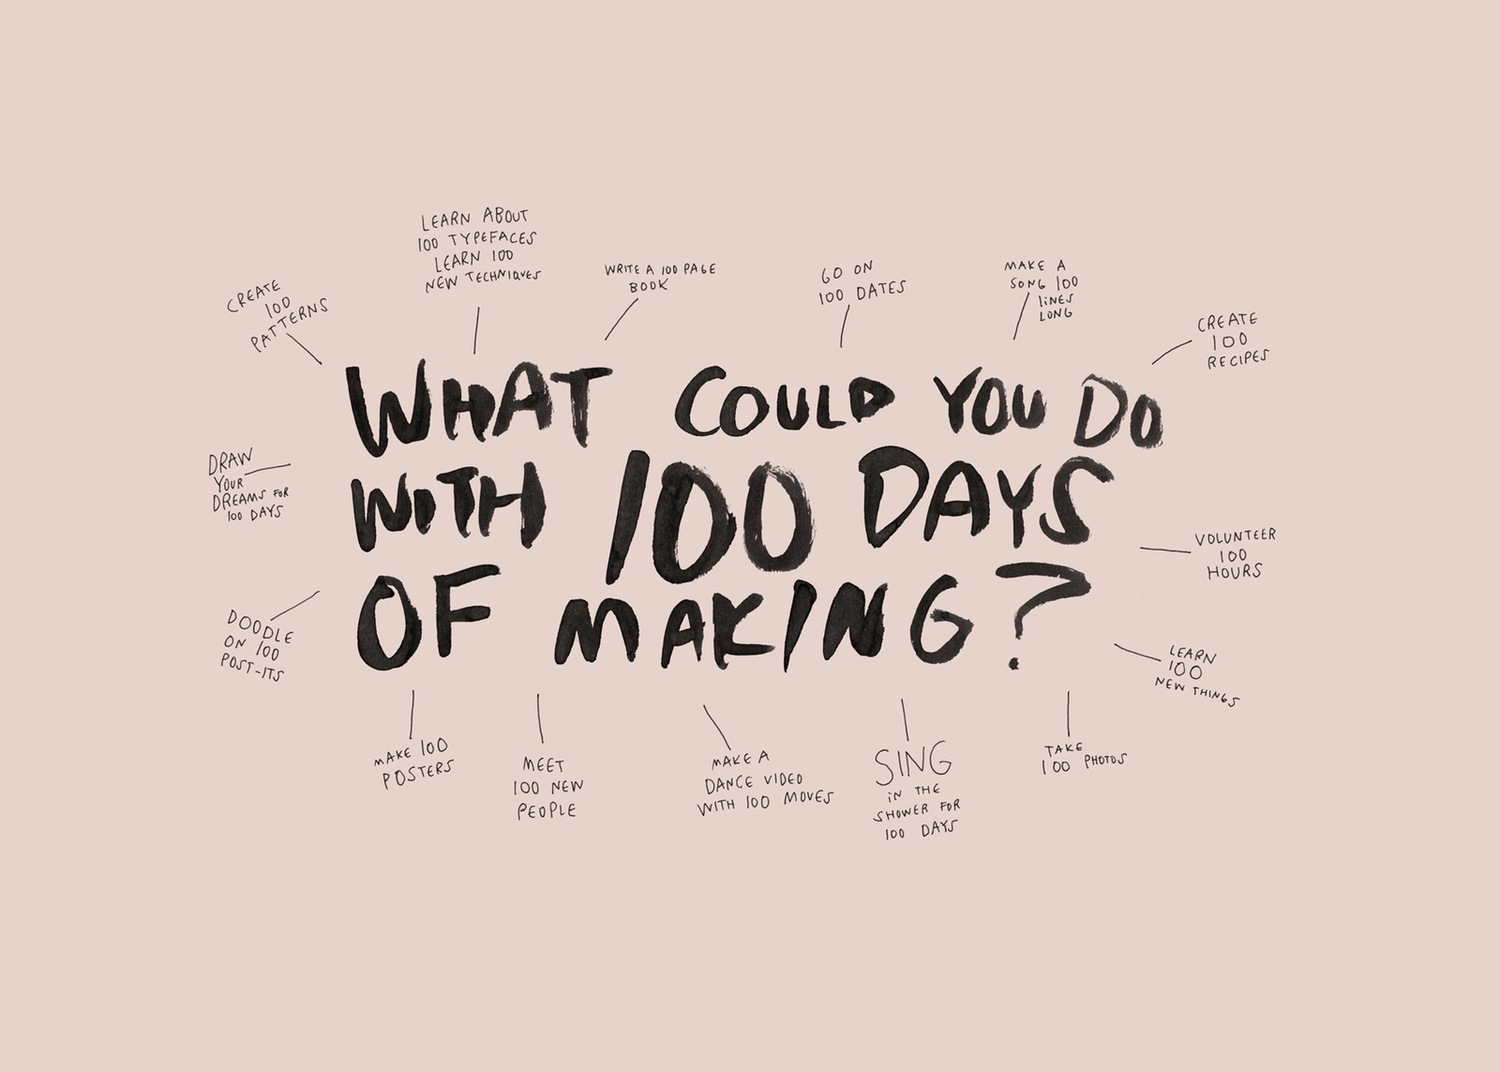 LEARN ABOUT
100 TYPEFACES
LEARN 100
NEW TECHNIQUES
WRITE A 100 PAGE
BOOK
GO ON
100 DATES
MAKE A
SONG 100
LINES
LONG
CREATE
100
PATTERNS
CREATE
100
RECIPES
WHAT COULD YOU DO
WITH 100 DAYS
OF MAKING?
DRAW
YOUR
DREAMS FOR
100 DAYS
VOLUNTEER
100
HOURS
DOODLE
ON 100
POST-ITS
LEARN
100
NEW THINGS
MAKE 100
POSTERS
MEET
100 NEW
PEOPLE
MAKE A
DANCE VIDEO
WITH 100 MOVES
SING
IN THE
SHOWER FOR
100 DAYS
TAKE
100 PHOTOS